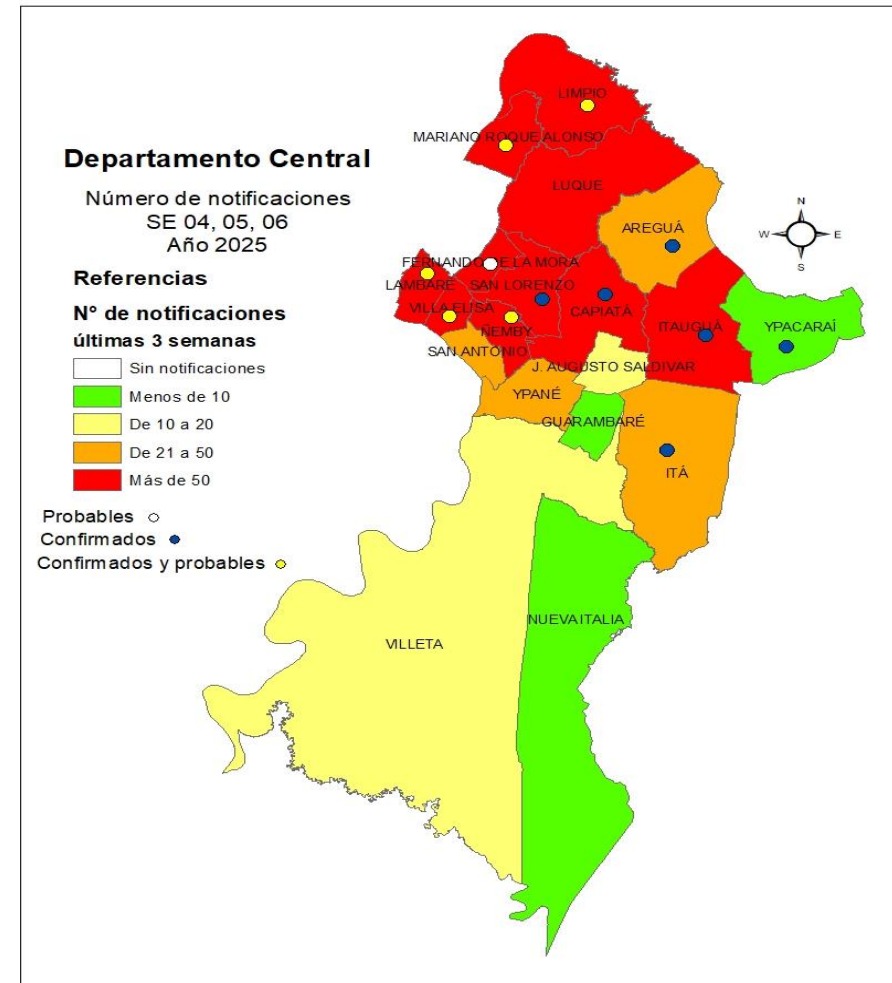 Departamento Central
Número de notificaciones
SE 04, 05, 06
Año 2025
Referencias
N° de notificaciones
últimas 3 semanas
Sin notificaciones
Menos de 10
De 10 a 20
De 21 a 50
Más de 50
Probables
Confirmados
Confirmados y probables
LIMPIO
MARIANO ROQUE ALONSO
LUQUE
AREGUÁ
N
W
E
S
FERNANDO DE LA MORA
LAMBARÉ
SAN LORENZO
CAPIATÁ
VILLA ELISA
ÑEMBY
ITAUGUÁ
YPACARAÍ
SAN ANTONIO
J. AUGUSTO SALDIVAR
YPANÉ
GUARAMBARÉ
ITÁ
NUEVA ITALIA
VILLETA